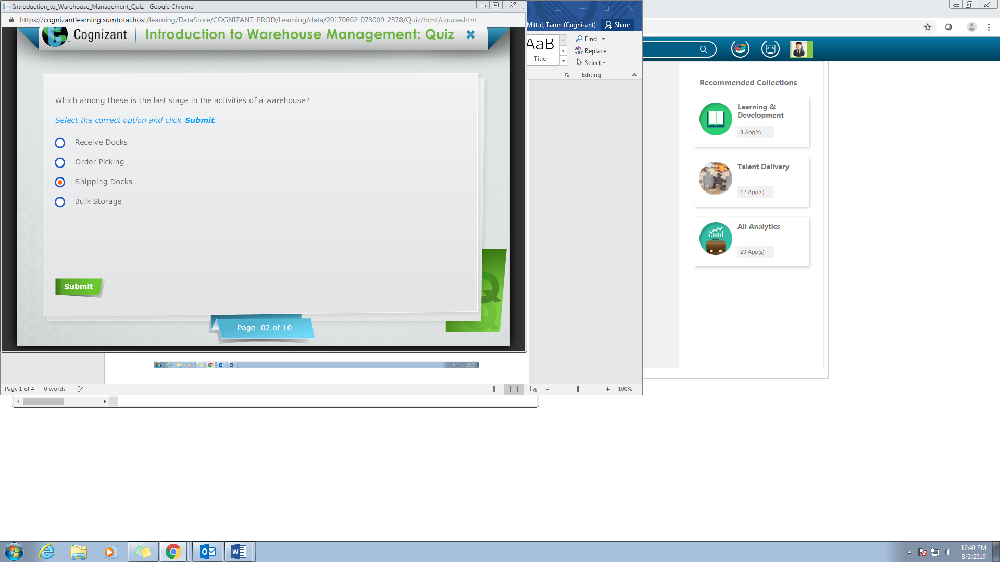 Introduction_to_Warehouse_Management_Quiz - Google Chrome
https://cognizantlearning.sumtotal.host/learning/DataStore/COGNIZANT_PROD/Learning/data/20170602_073009_2378/Quiz/html/course.htm
Cognizant
Introduction to Warehouse Management: Quiz
Which among these is the last stage in the activities of a warehouse?
Select the correct option and click Submit.
Receive Docks
Order Picking
Shipping Docks
Bulk Storage
Submit
Page 02 of 10
Mittal, Tarun (Cognizant)
Share
AaB
Title
Find
Replace
Select
Editing
Page 1 of 4
0 words
100%
Recommended Collections
Learning &
Development
8 App(s)
Talent Delivery
12 App(s)
All Analytics
29 App(s)
12:40 PM
8/2/2019